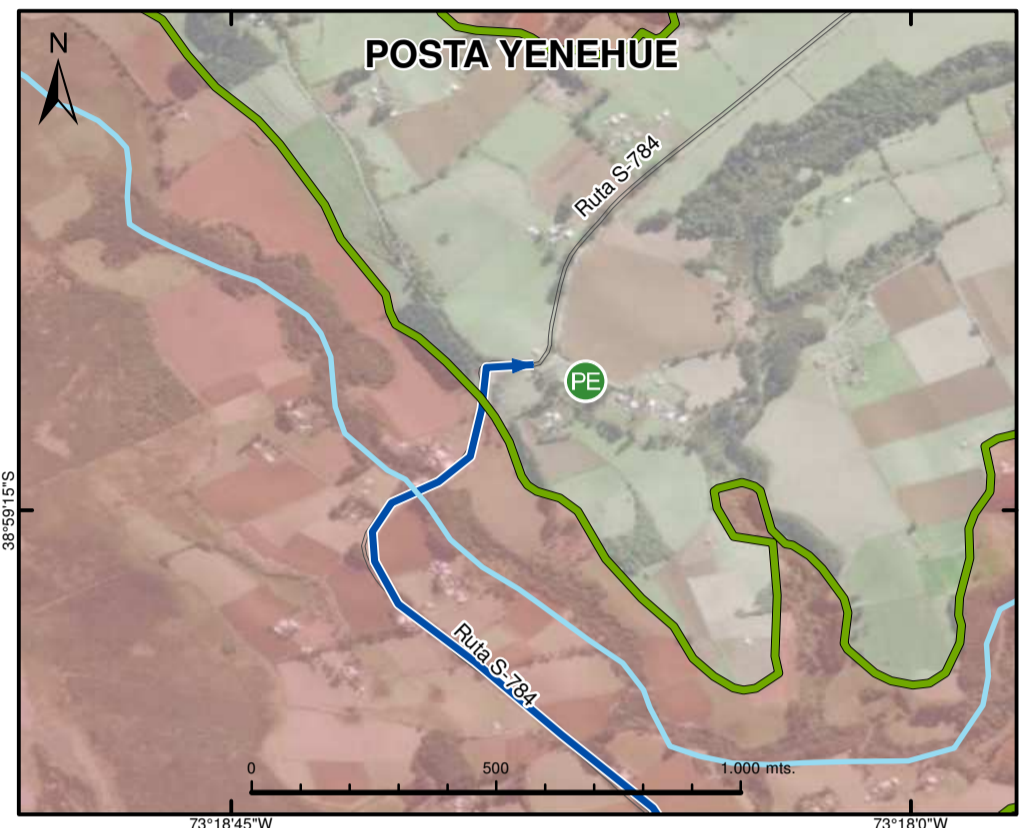 POSTA YENEHUE
N
Ruta S-784
PE
38°59'15"S
Ruta S-784
0 500 1.000 mts.
73°18'45"W 73°18'0"W